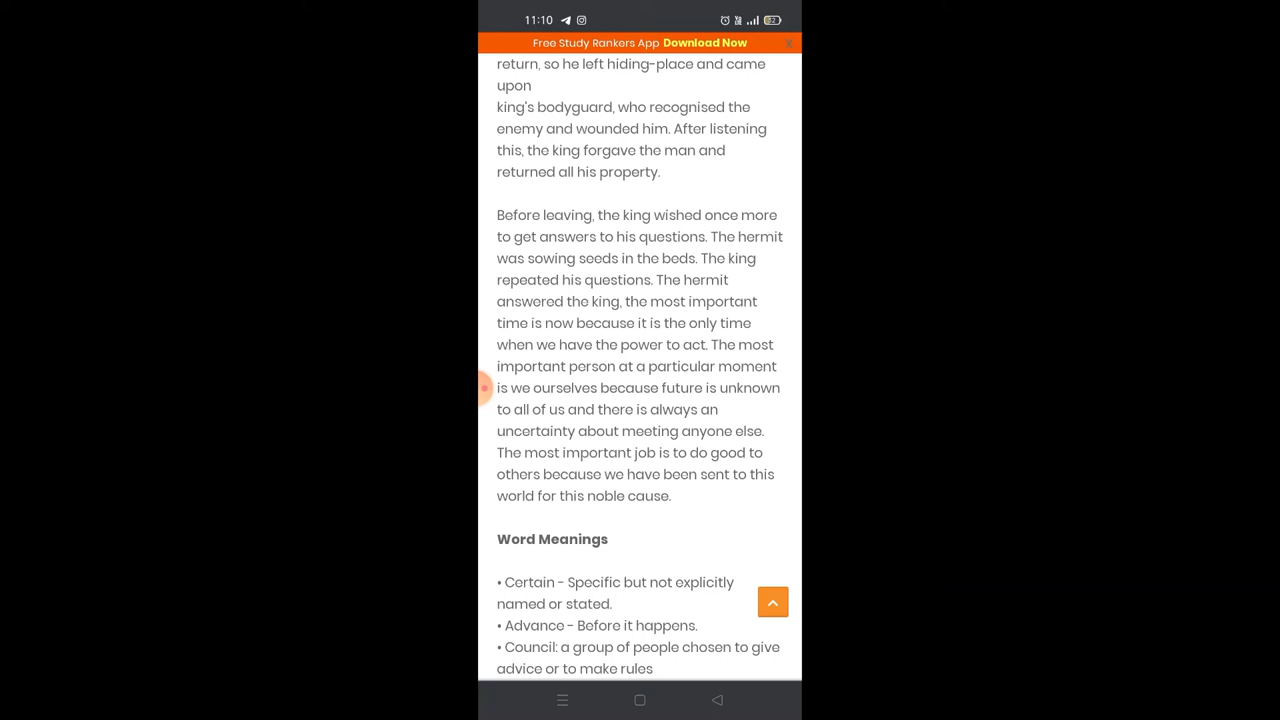 11:10
Free Study Rankers App Download Now X
return, so he left hiding-place and came
upon
king's bodyguard, who recognised the
enemy and wounded him. After listening
this, the king forgave the man and
returned all his property.
Before leaving, the king wished once more
to get answers to his questions. The hermit
was sowing seeds in the beds. The king
repeated his questions. The hermit
answered the king, the most important
time is now because it is the only time
when we have the power to act. The most
important person at a particular moment
is we ourselves because future is unknown
to all of us and there is always an
uncertainty about meeting anyone else.
The most important job is to do good to
others because we have been sent to this
world for this noble cause.
Word Meanings
• Certain - Specific but not explicitly
named or stated.
• Advance - Before it happens.
• Council: a group of people chosen to give
advice or to make rules